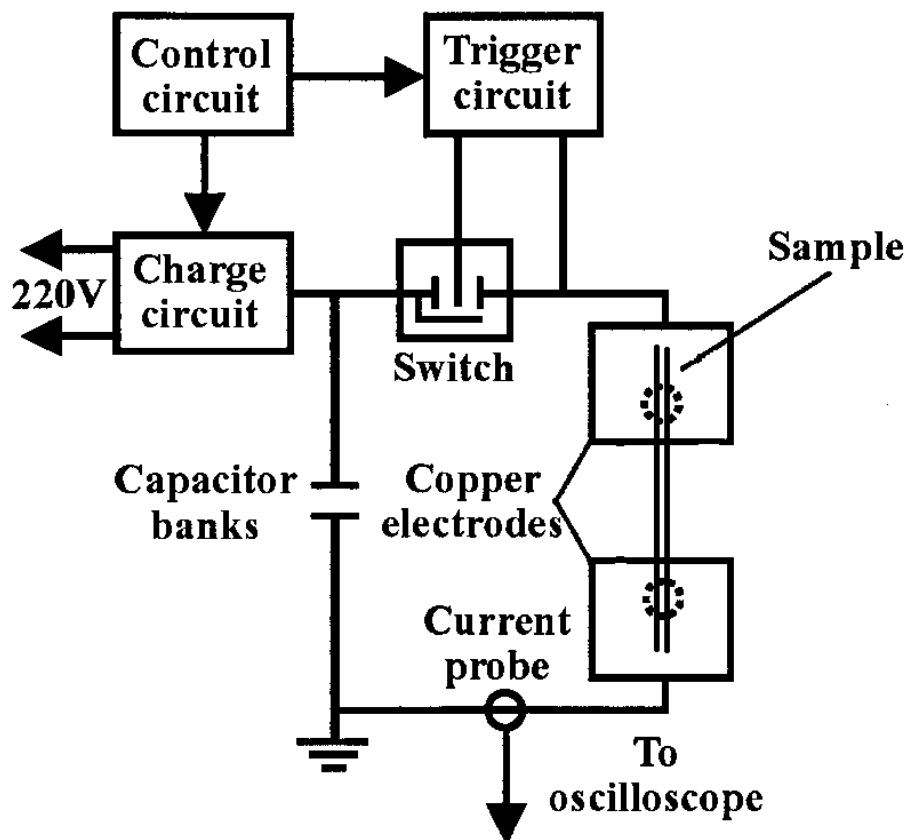 Control
circuit
Trigger
circuit
Sample
220V
Charge
circuit
Switch
Capacitor
banks
Copper
electrodes
Current
probe
To
oscilloscope